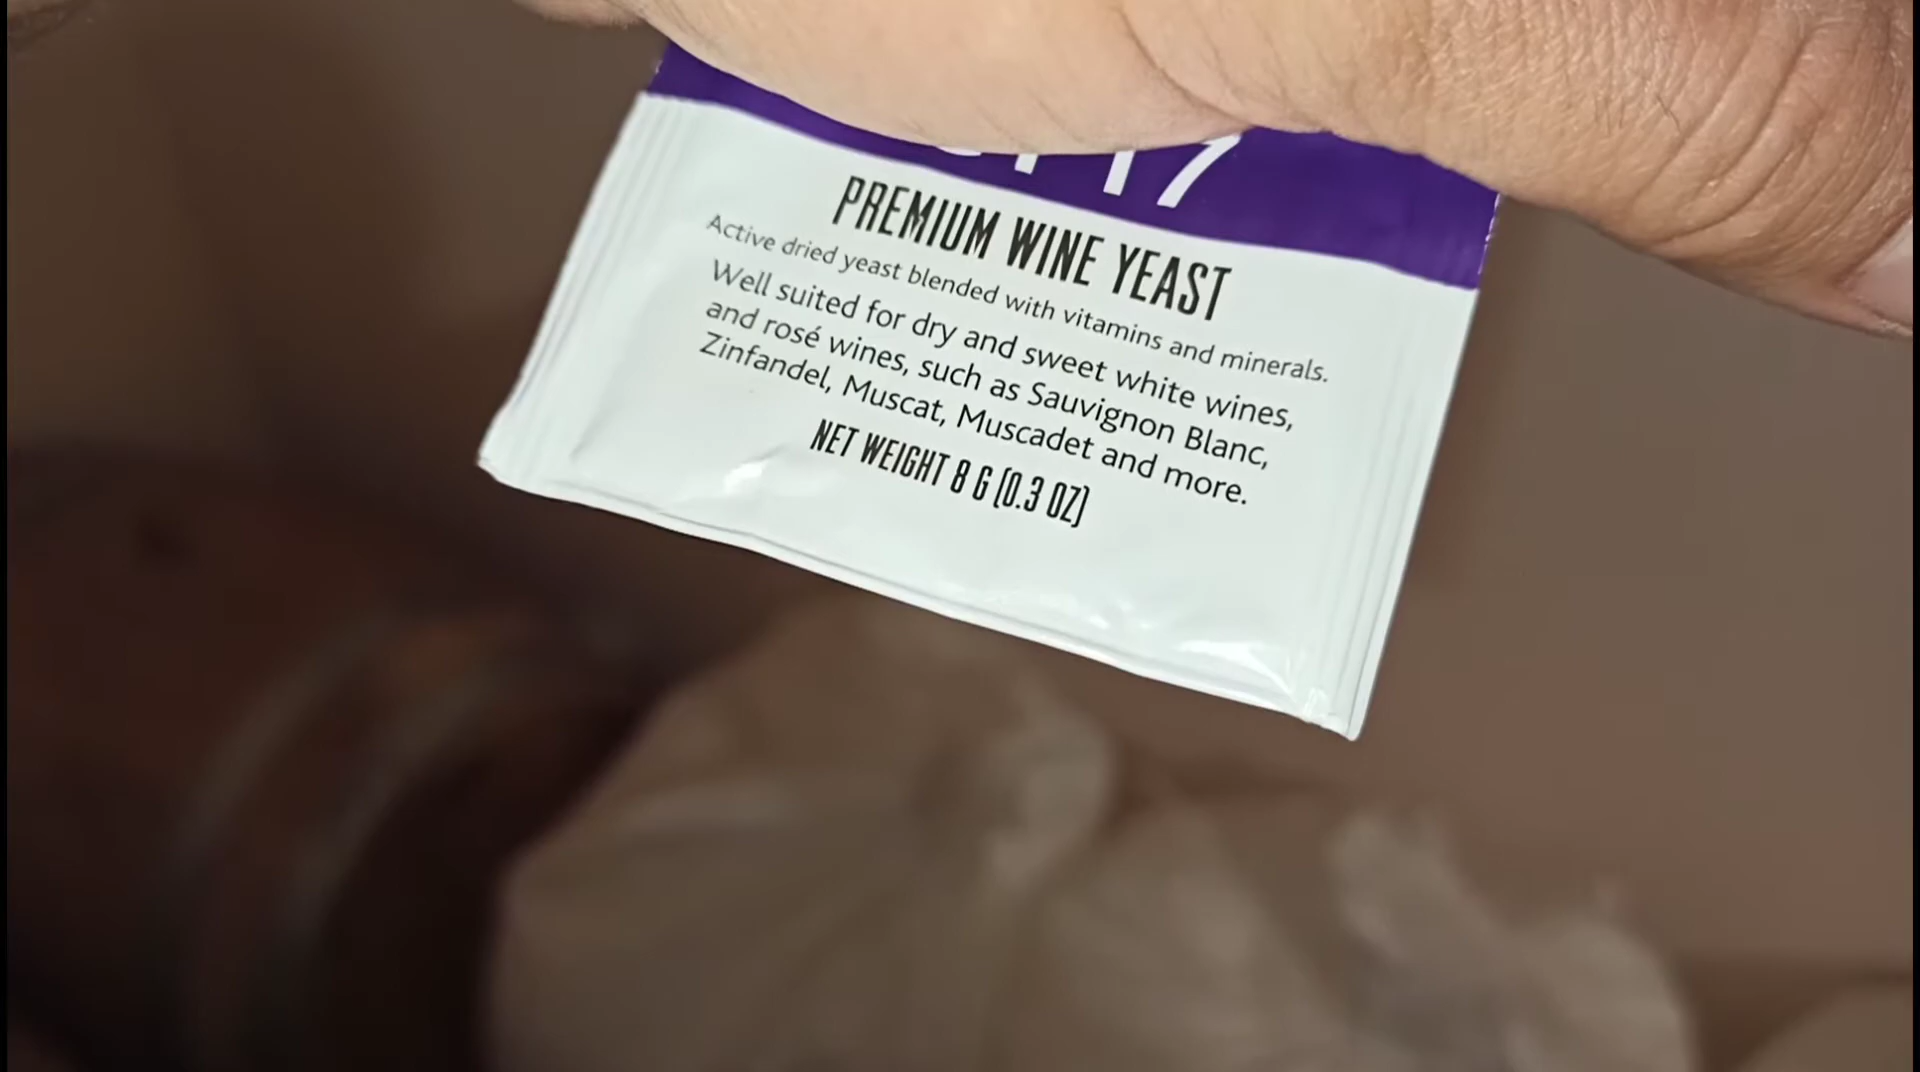 PREMIUM WINE YEAST
Active dried yeast blended with vitamins and minerals.
Well suited for dry and sweet white wines,
and rosé wines, such as Sauvignon Blanc,
Zinfandel, Muscat, Muscadet and more.
NET WEIGHT 8 G (0.3 OZ)